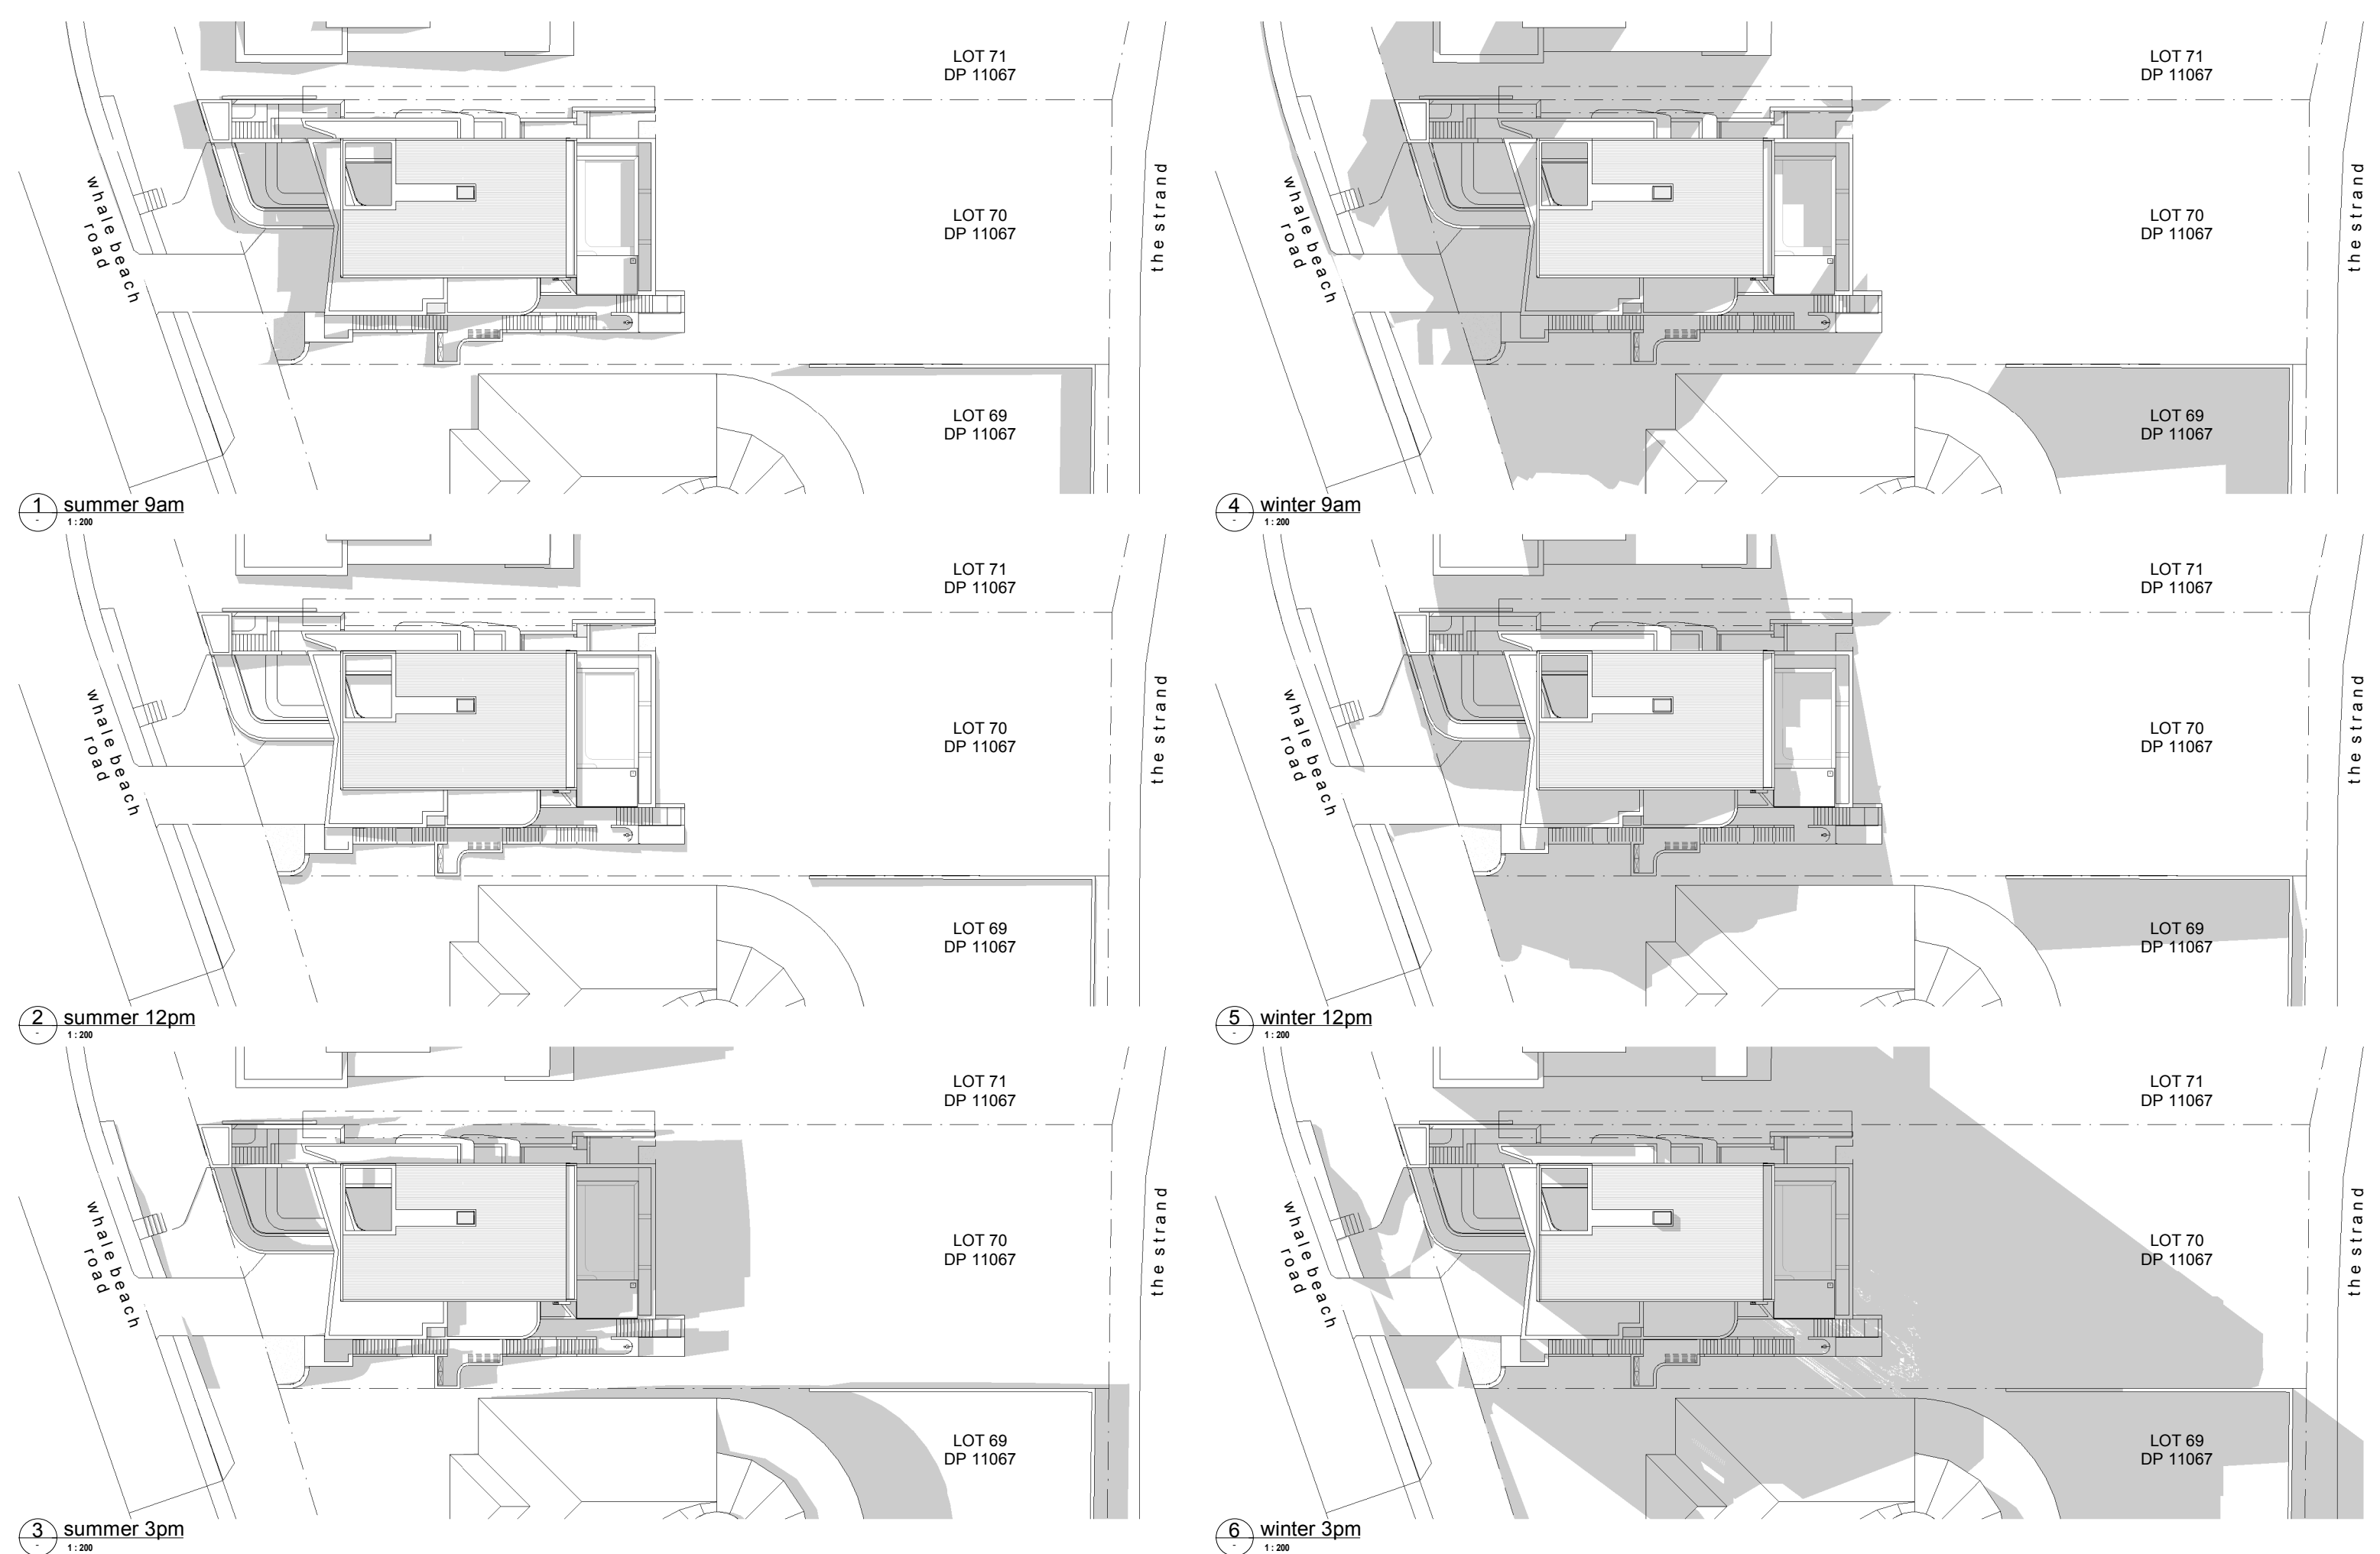 LOT 71
DP 11067
LOT 70
DP 11067
LOT 69
DP 11067
whale beach
road
the strand
1
-
summer 9am
1 : 200
LOT 71
DP 11067
LOT 70
DP 11067
LOT 69
DP 11067
whale beach
road
the strand
4
-
winter 9am
1 : 200
LOT 71
DP 11067
LOT 70
DP 11067
LOT 69
DP 11067
whale beach
road
the strand
2
-
summer 12pm
1 : 200
LOT 71
DP 11067
LOT 70
DP 11067
LOT 69
DP 11067
whale beach
road
the strand
5
-
winter 12pm
1 : 200
LOT 71
DP 11067
LOT 70
DP 11067
LOT 69
DP 11067
whale beach
road
the strand
3
-
summer 3pm
1 : 200
LOT 71
DP 11067
LOT 70
DP 11067
LOT 69
DP 11067
whale beach
road
the strand
6
-
winter 3pm
1 : 200